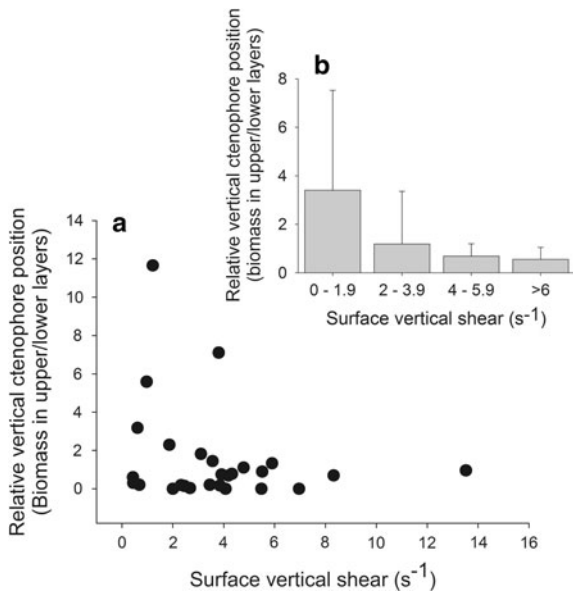 b
Relative vertical ctenophore position
(biomass in upper/lower layers)
8
6
4
2
0
0 - 1.9 2 - 3.9 4 - 5.9 >6
Surface vertical shear (s-1)
a
Relative vertical ctenophore position
(Biomass in upper/lower layers)
14
12
10
8
6
4
2
0
0 2 4 6 8 10 12 14 16
Surface vertical shear (s-1)